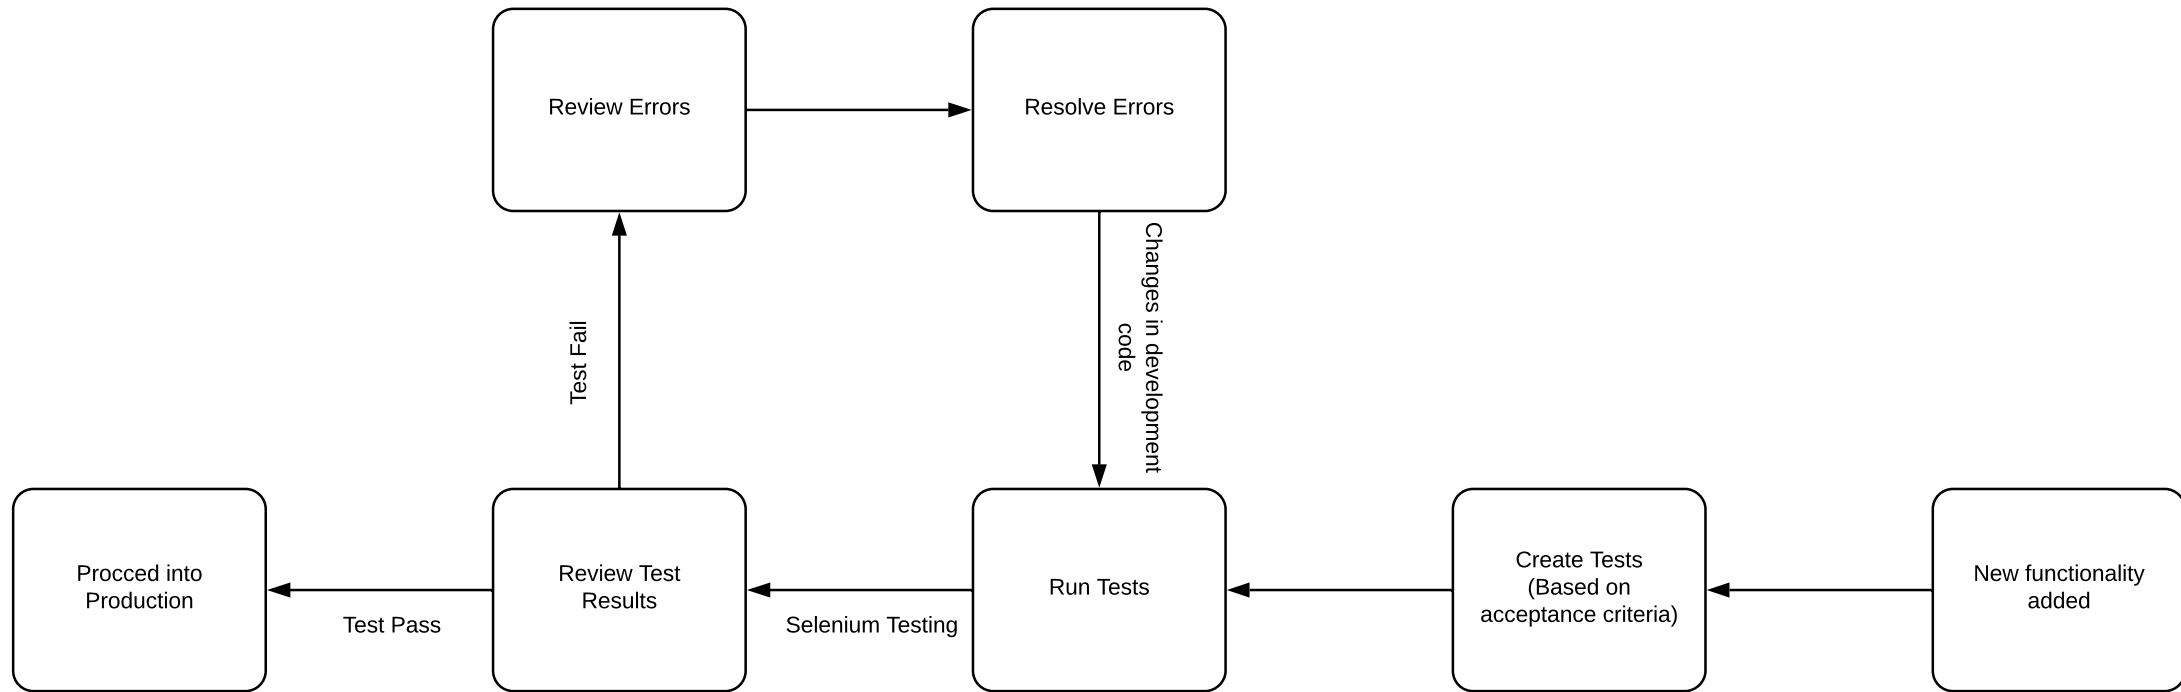 Review Errors
Resolve Errors
Test Fail
Changes in development
code
Procced into
Production
Test Pass
Review Test
Results
Selenium Testing
Run Tests
Create Tests
(Based on
acceptance criteria)
New functionality
added